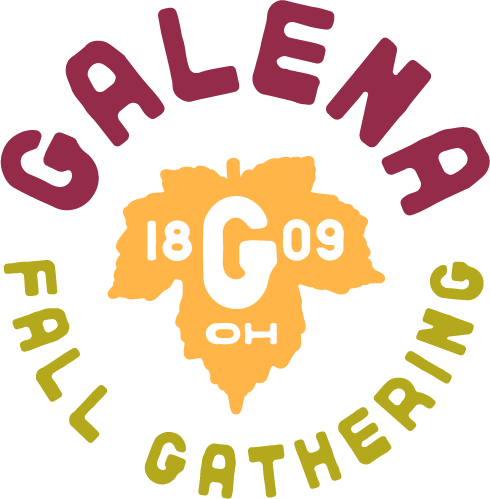 GALENA
18 G 09
OH
FALL GATHERING